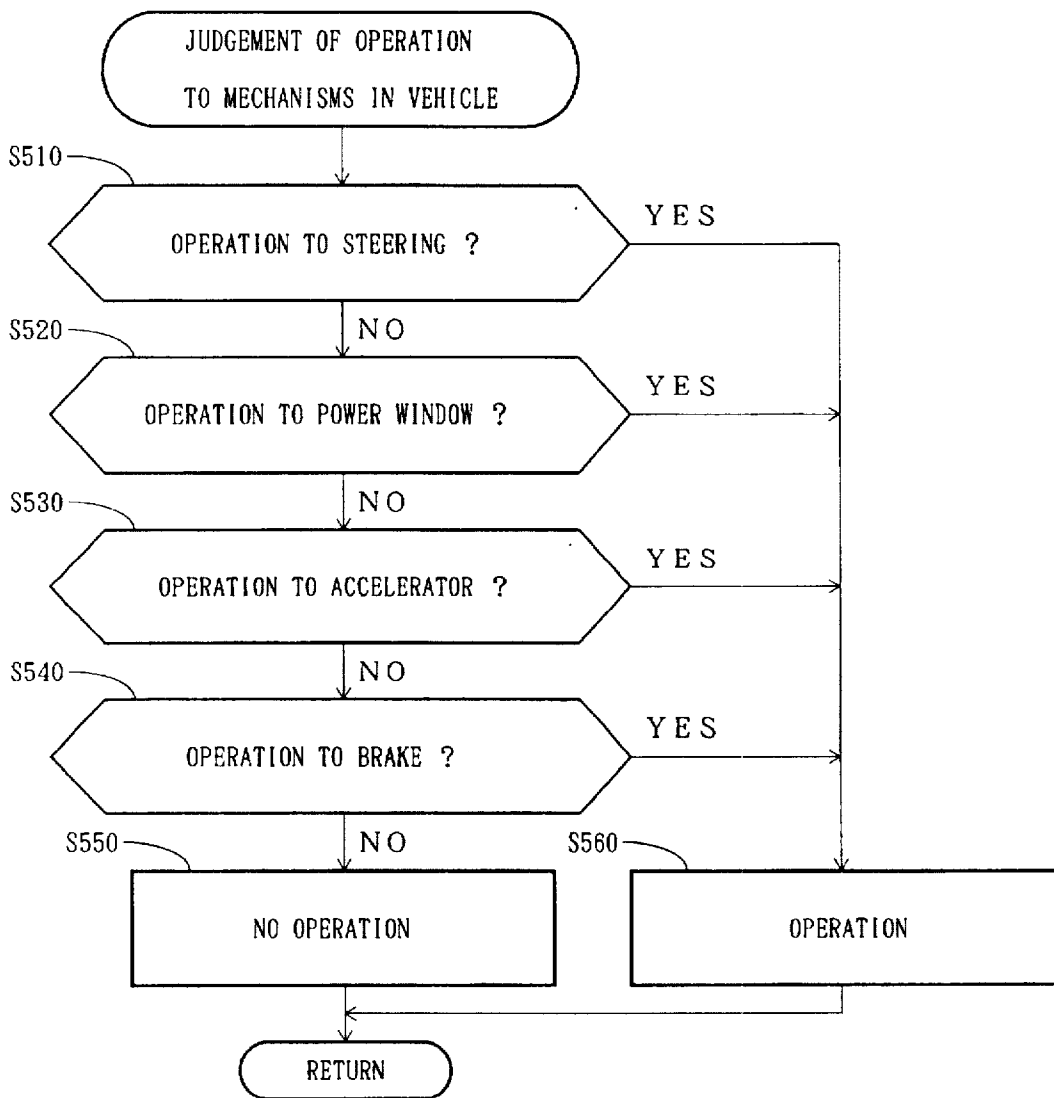 JUDGEMENT OF OPERATION
TO MECHANISMS IN VEHICLE
S510
OPERATION TO STEERING ?
YES
NO
S520
OPERATION TO POWER WINDOW ?
YES
NO
S530
OPERATION TO ACCELERATOR ?
YES
NO
S540
OPERATION TO BRAKE ?
YES
NO
S550
NO OPERATION
S560
OPERATION
RETURN